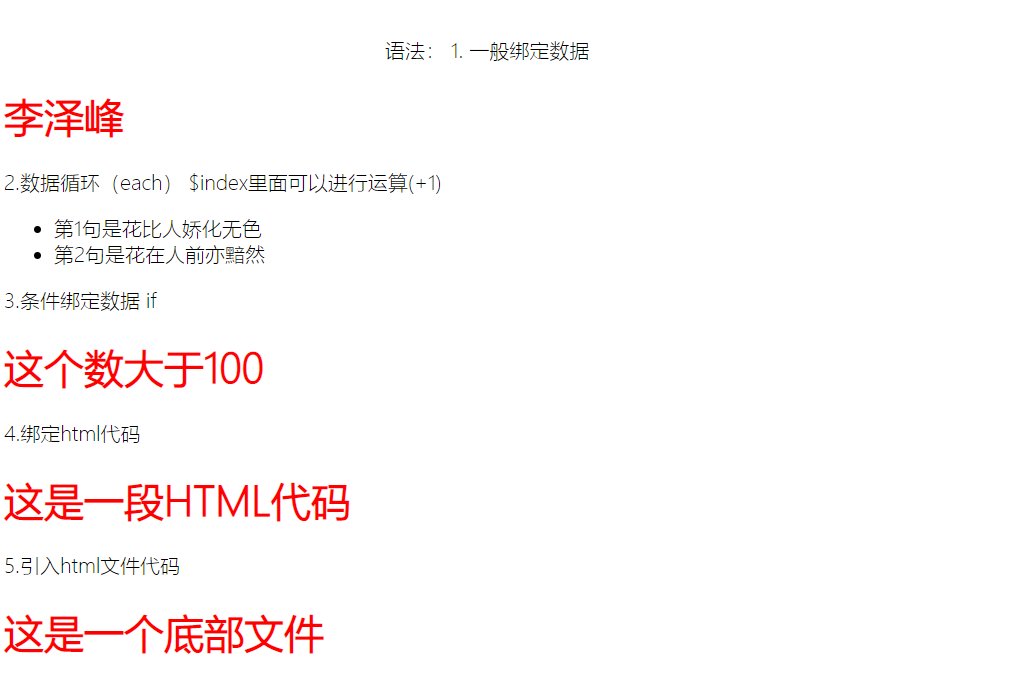 语法： 1. 一般绑定数据
李泽峰
2.数据循环（each） $index里面可以进行运算(+1)
第1句是花比人娇化无色
第2句是花在人前亦黯然
3.条件绑定数据 if
这个数大于100
4.绑定html代码
这是一段HTML代码
5.引入html文件代码
这是一个底部文件